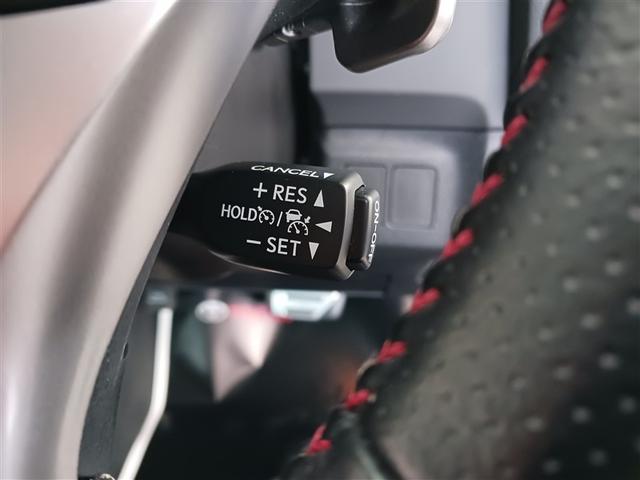 CANCEL▼
+ RES ▲
HOLD / ◀
− SET ▼
ON-OFF